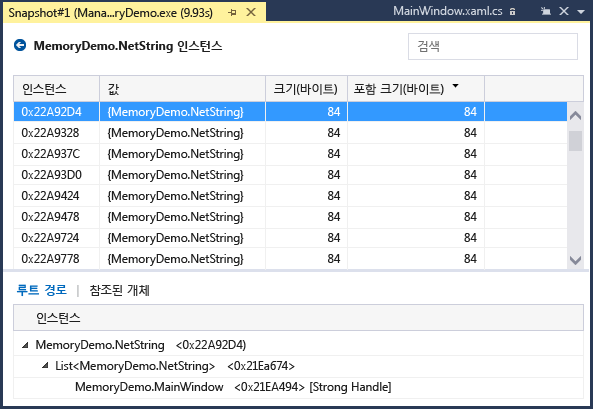 Snapshot#1 (Mana...ryDemo.exe (9.93s) MainWindow.xaml.cs
MemoryDemo.NetString 인스턴스 검색
인스턴스 값 크기(바이트) 포함 크기(바이트)
0x22A92D4 {MemoryDemo.NetString} 84 84
0x22A9328 {MemoryDemo.NetString} 84 84
0x22A937C {MemoryDemo.NetString} 84 84
0x22A93D0 {MemoryDemo.NetString} 84 84
0x22A9424 {MemoryDemo.NetString} 84 84
0x22A9478 {MemoryDemo.NetString} 84 84
0x22A9724 {MemoryDemo.NetString} 84 84
0x22A9778 {MemoryDemo.NetString} 84 84
루트 경로 | 참조된 개체
인스턴스
MemoryDemo.NetString <0x22A92D4)
List<MemoryDemo.NetString> <0x21Ea674>
MemoryDemo.MainWindow <0x21EA494> [Strong Handle]